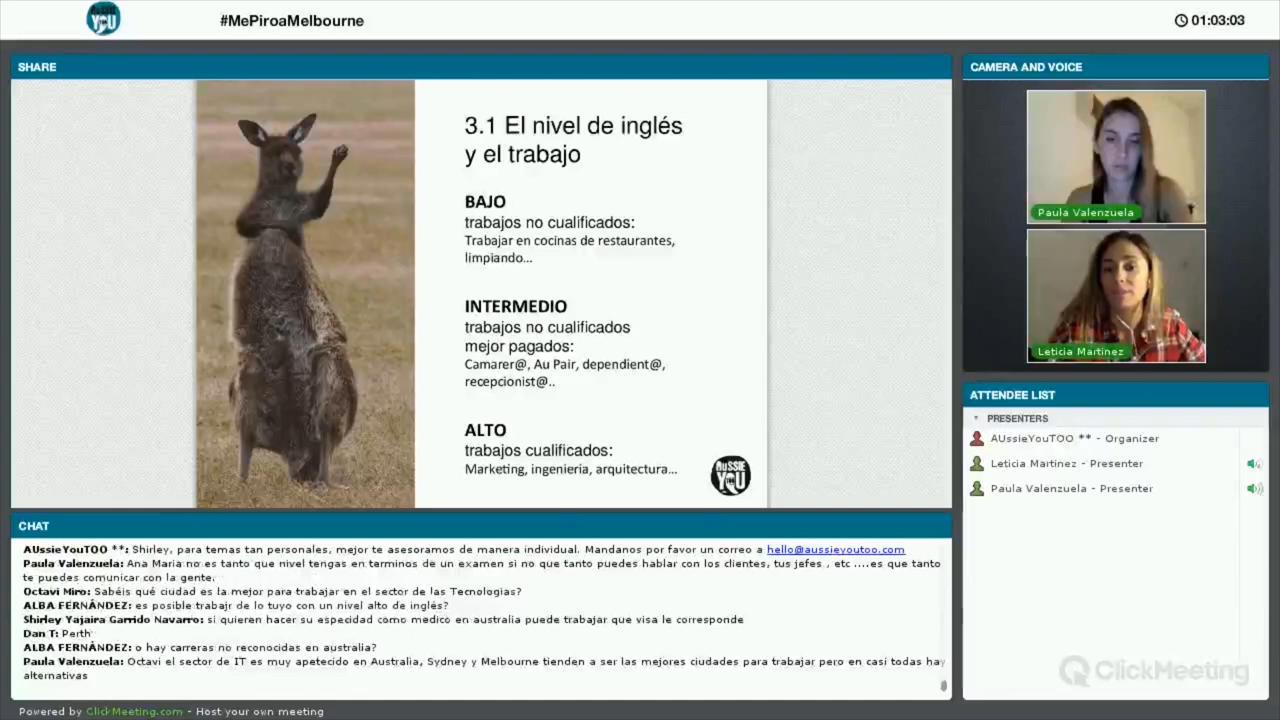 AUSSIE
YOU
#MePiroaMelbourne
01:03:03
SHARE
3.1 El nivel de inglés
y el trabajo
BAJO
trabajos no cualificados:
Trabajar en cocinas de restaurantes,
limpiando...
INTERMEDIO
trabajos no cualificados
mejor pagados:
Camarer@, Au Pair, dependient@,
recepcionist@..
ALTO
trabajos cualificados:
Marketing, ingenieria, arquitectura...
AUSSIE
YOU
CAMERA AND VOICE
Paula Valenzuela
Leticia Martinez
ATTENDEE LIST
PRESENTERS
AUssieYouTOO ** - Organizer
Leticia Martinez - Presenter
Paula Valenzuela - Presenter
CHAT
AUssieYouTOO **: Shirley, para temas tan personales, mejor te asesoramos de manera individual. Mandanos por favor un correo a hello@aussieyoutoo.com
Paula Valenzuela: Ana Maria no es tanto que nivel tengas en terminos de un examen si no que tanto puedes hablar con los clientes, tus jefes , etc ....es que tanto
te puedes comunicar con la gente.
Octavi Miro: Sabéis qué ciudad es la mejor para trabajar en el sector de las Tecnologías?
ALBA FERNÁNDEZ: es posible trabajr de lo tuyo con un nivel alto de inglés?
Shirley Yajaira Garrido Navarro: si quieren hacer su especidad como medico en australia puede trabajar que visa le corresponde
Dan T: Perth
ALBA FERNÁNDEZ: o hay carreras no reconocidas en australia?
Paula Valenzuela: Octavi el sector de IT es muy apetecido en Australia, Sydney y Melbourne tienden a ser las mejores ciudades para trabajar pero en casi todas hay
alternativas
ClickMeeting
Powered by ClickMeeting.com - Host your own meeting